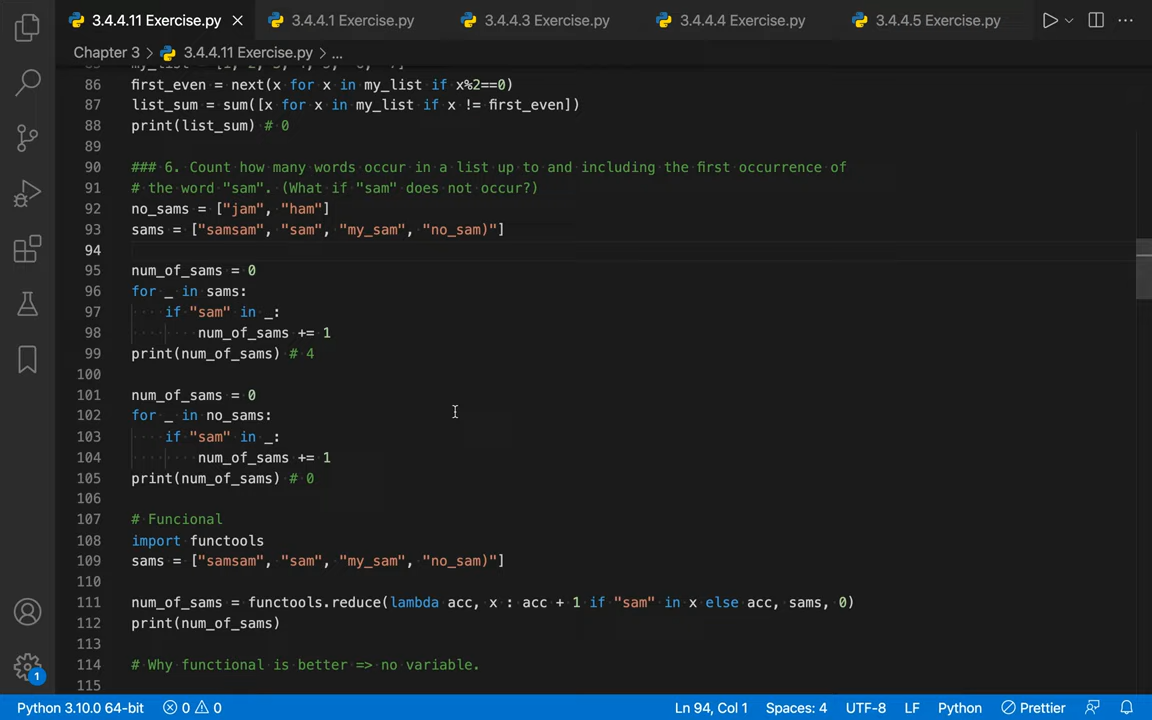 3.4.4.11 Exercise.py 3.4.4.1 Exercise.py 3.4.4.3 Exercise.py 3.4.4.4 Exercise.py 3.4.4.5 Exercise.py
Chapter 3 > 3.4.4.11 Exercise.py > ...
86 first_even = next(x for x in my_list if x%2==0)
87 list_sum = sum([x for x in my_list if x != first_even])
88 print(list_sum) # 0
89
90 ### 6. Count how many words occur in a list up to and including the first occurrence of
91 # the word "sam". (What if "sam" does not occur?)
92 no_sams = ["jam", "ham"]
93 sams = ["samsam", "sam", "my_sam", "no_sam)"]
94
95 num_of_sams = 0
96 for _ in sams:
97 if "sam" in _:
98 num_of_sams += 1
99 print(num_of_sams) # 4
100
101 num_of_sams = 0
102 for _ in no_sams:
103 if "sam" in _:
104 num_of_sams += 1
105 print(num_of_sams) # 0
106
107 # Funcional
108 import functools
109 sams = ["samsam", "sam", "my_sam", "no_sam)"]
110
111 num_of_sams = functools.reduce(lambda acc, x : acc + 1 if "sam" in x else acc, sams, 0)
112 print(num_of_sams)
113
114 # Why functional is better => no variable.
115
1
Python 3.10.0 64-bit 0 0 Ln 94, Col 1 Spaces: 4 UTF-8 LF Python Prettier